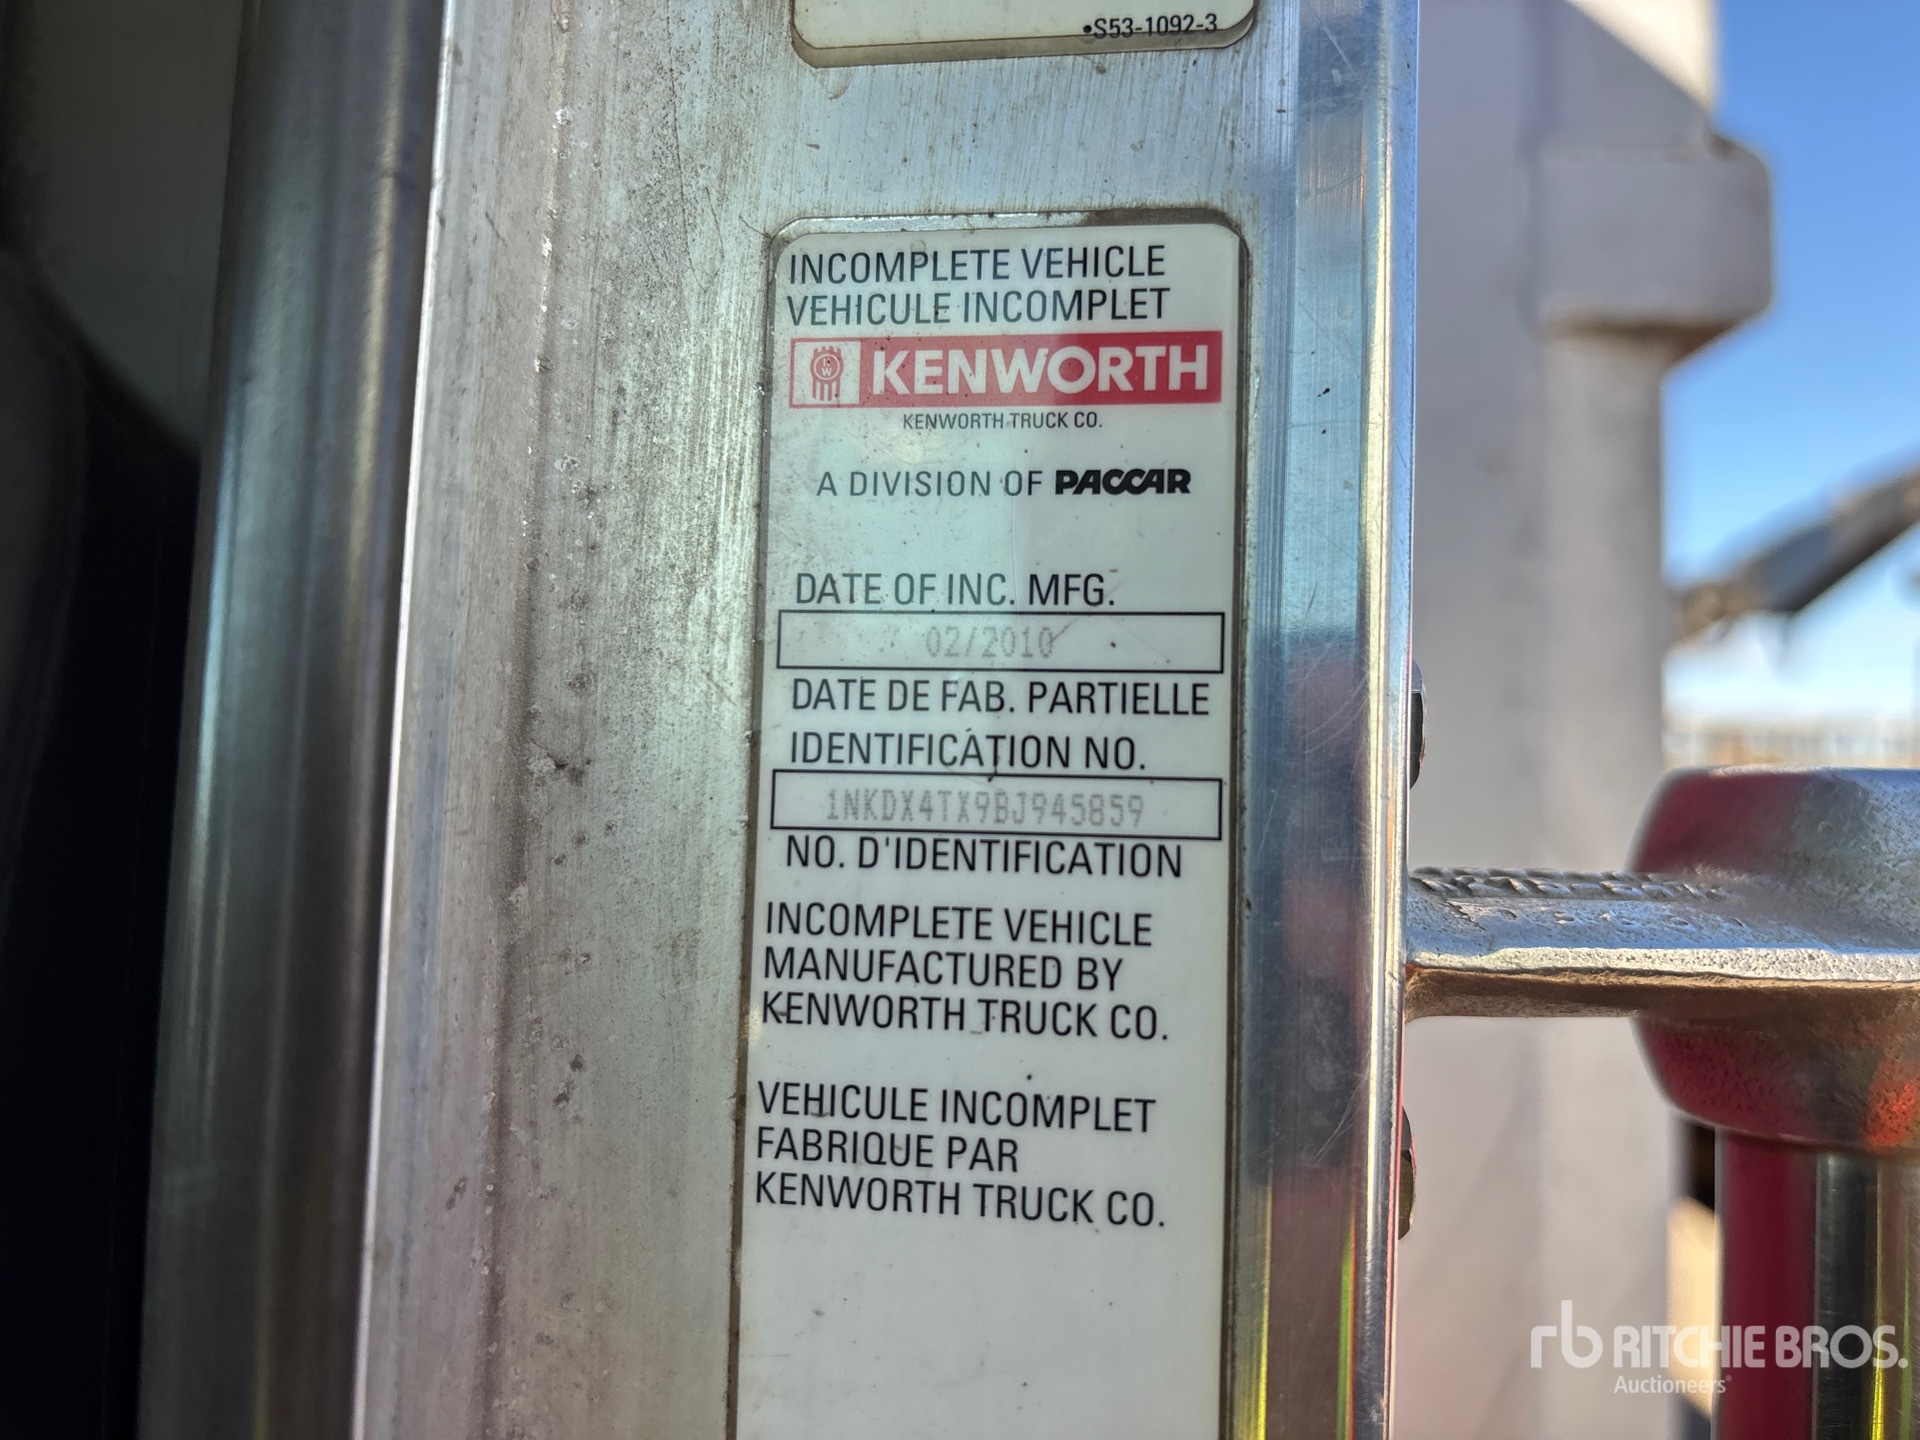 •S53-1092-3
INCOMPLETE VEHICLE
VEHICULE INCOMPLET
KENWORTH
KENWORTH TRUCK CO.
A DIVISION OF PACCAR
DATE OF INC. MFG.
02/2010
DATE DE FAB. PARTIELLE
IDENTIFICATION NO.
1NKDX4TX9BJ945859
NO. D'IDENTIFICATION
INCOMPLETE VEHICLE
MANUFACTURED BY
KENWORTH TRUCK CO.
VEHICULE INCOMPLET
FABRIQUE PAR
KENWORTH TRUCK CO.
rb RITCHIE BROS.
Auctioneers